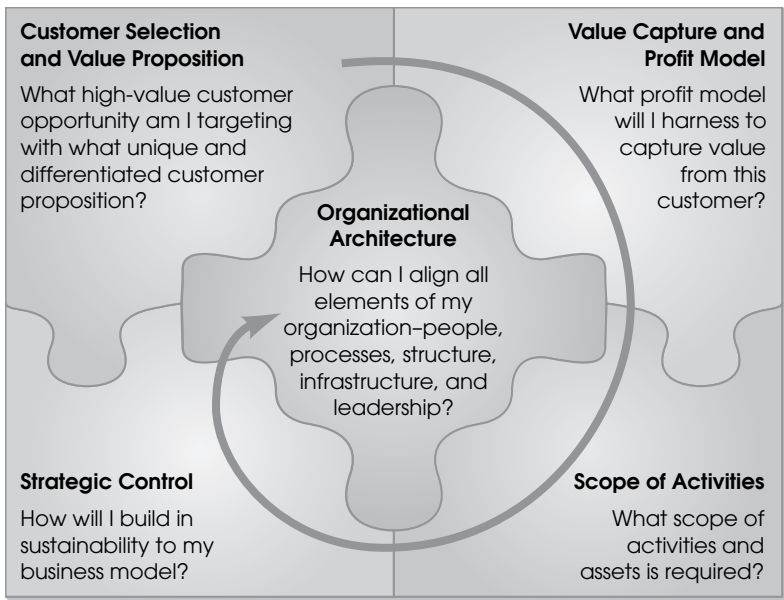 Customer Selection
and Value Proposition
What high-value customer
opportunity am I targeting
with what unique and
differentiated customer
proposition?
Value Capture and
Profit Model
What profit model
will I harness to
capture value
from this
customer?
Organizational
Architecture
How can I align all
elements of my
organization–people,
processes, structure,
infrastructure, and
leadership?
Strategic Control
How will I build in
sustainability to my
business model?
Scope of Activities
What scope of
activities and
assets is required?